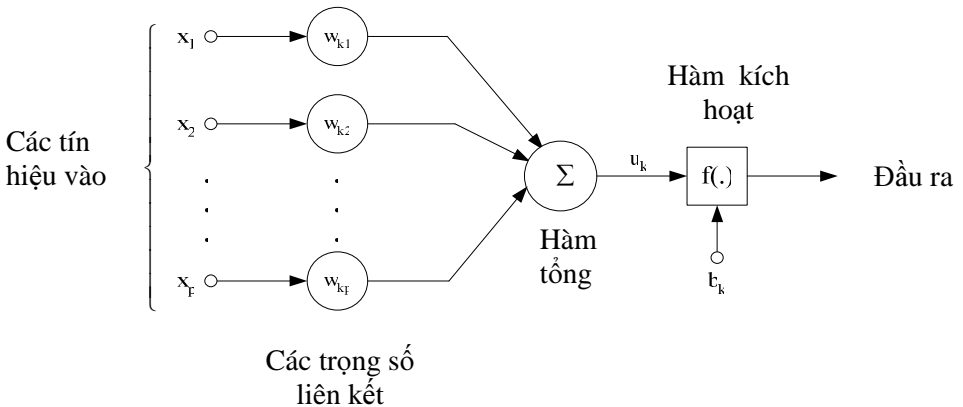 x1
wk1
Hàm kích
hoạt
Các tín
hiệu vào
x2
wk2
Σ
uk
f(.)
Đầu ra
Hàm
tổng
bk
xp
wkp
Các trọng số
liên kết